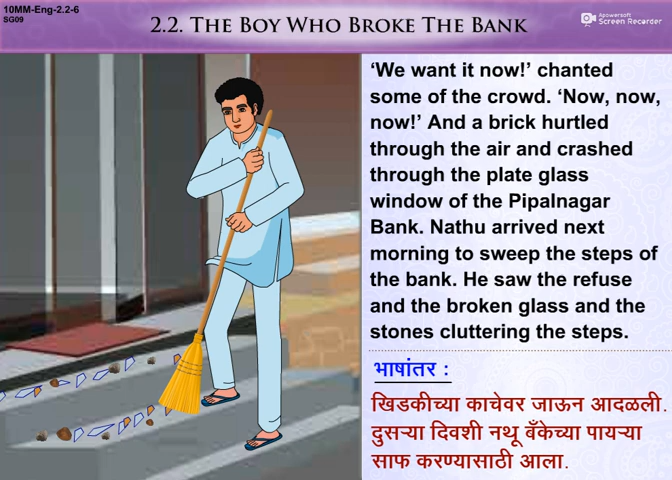 10MM-Eng-2.2-6
SG09
2.2. The Boy Who Broke The Bank
Apowersoft
Screen Recorder
‘We want it now!’ chanted
some of the crowd. ‘Now, now,
now!’ And a brick hurtled
through the air and crashed
through the plate glass
window of the Pipalnagar
Bank. Nathu arrived next
morning to sweep the steps of
the bank. He saw the refuse
and the broken glass and the
stones cluttering the steps.
भाषांतर :
खिडकीच्या काचेवर जाऊन आदळली.
दुसऱ्या दिवशी नथू बँकेच्या पायऱ्या
साफ करण्यासाठी आला.